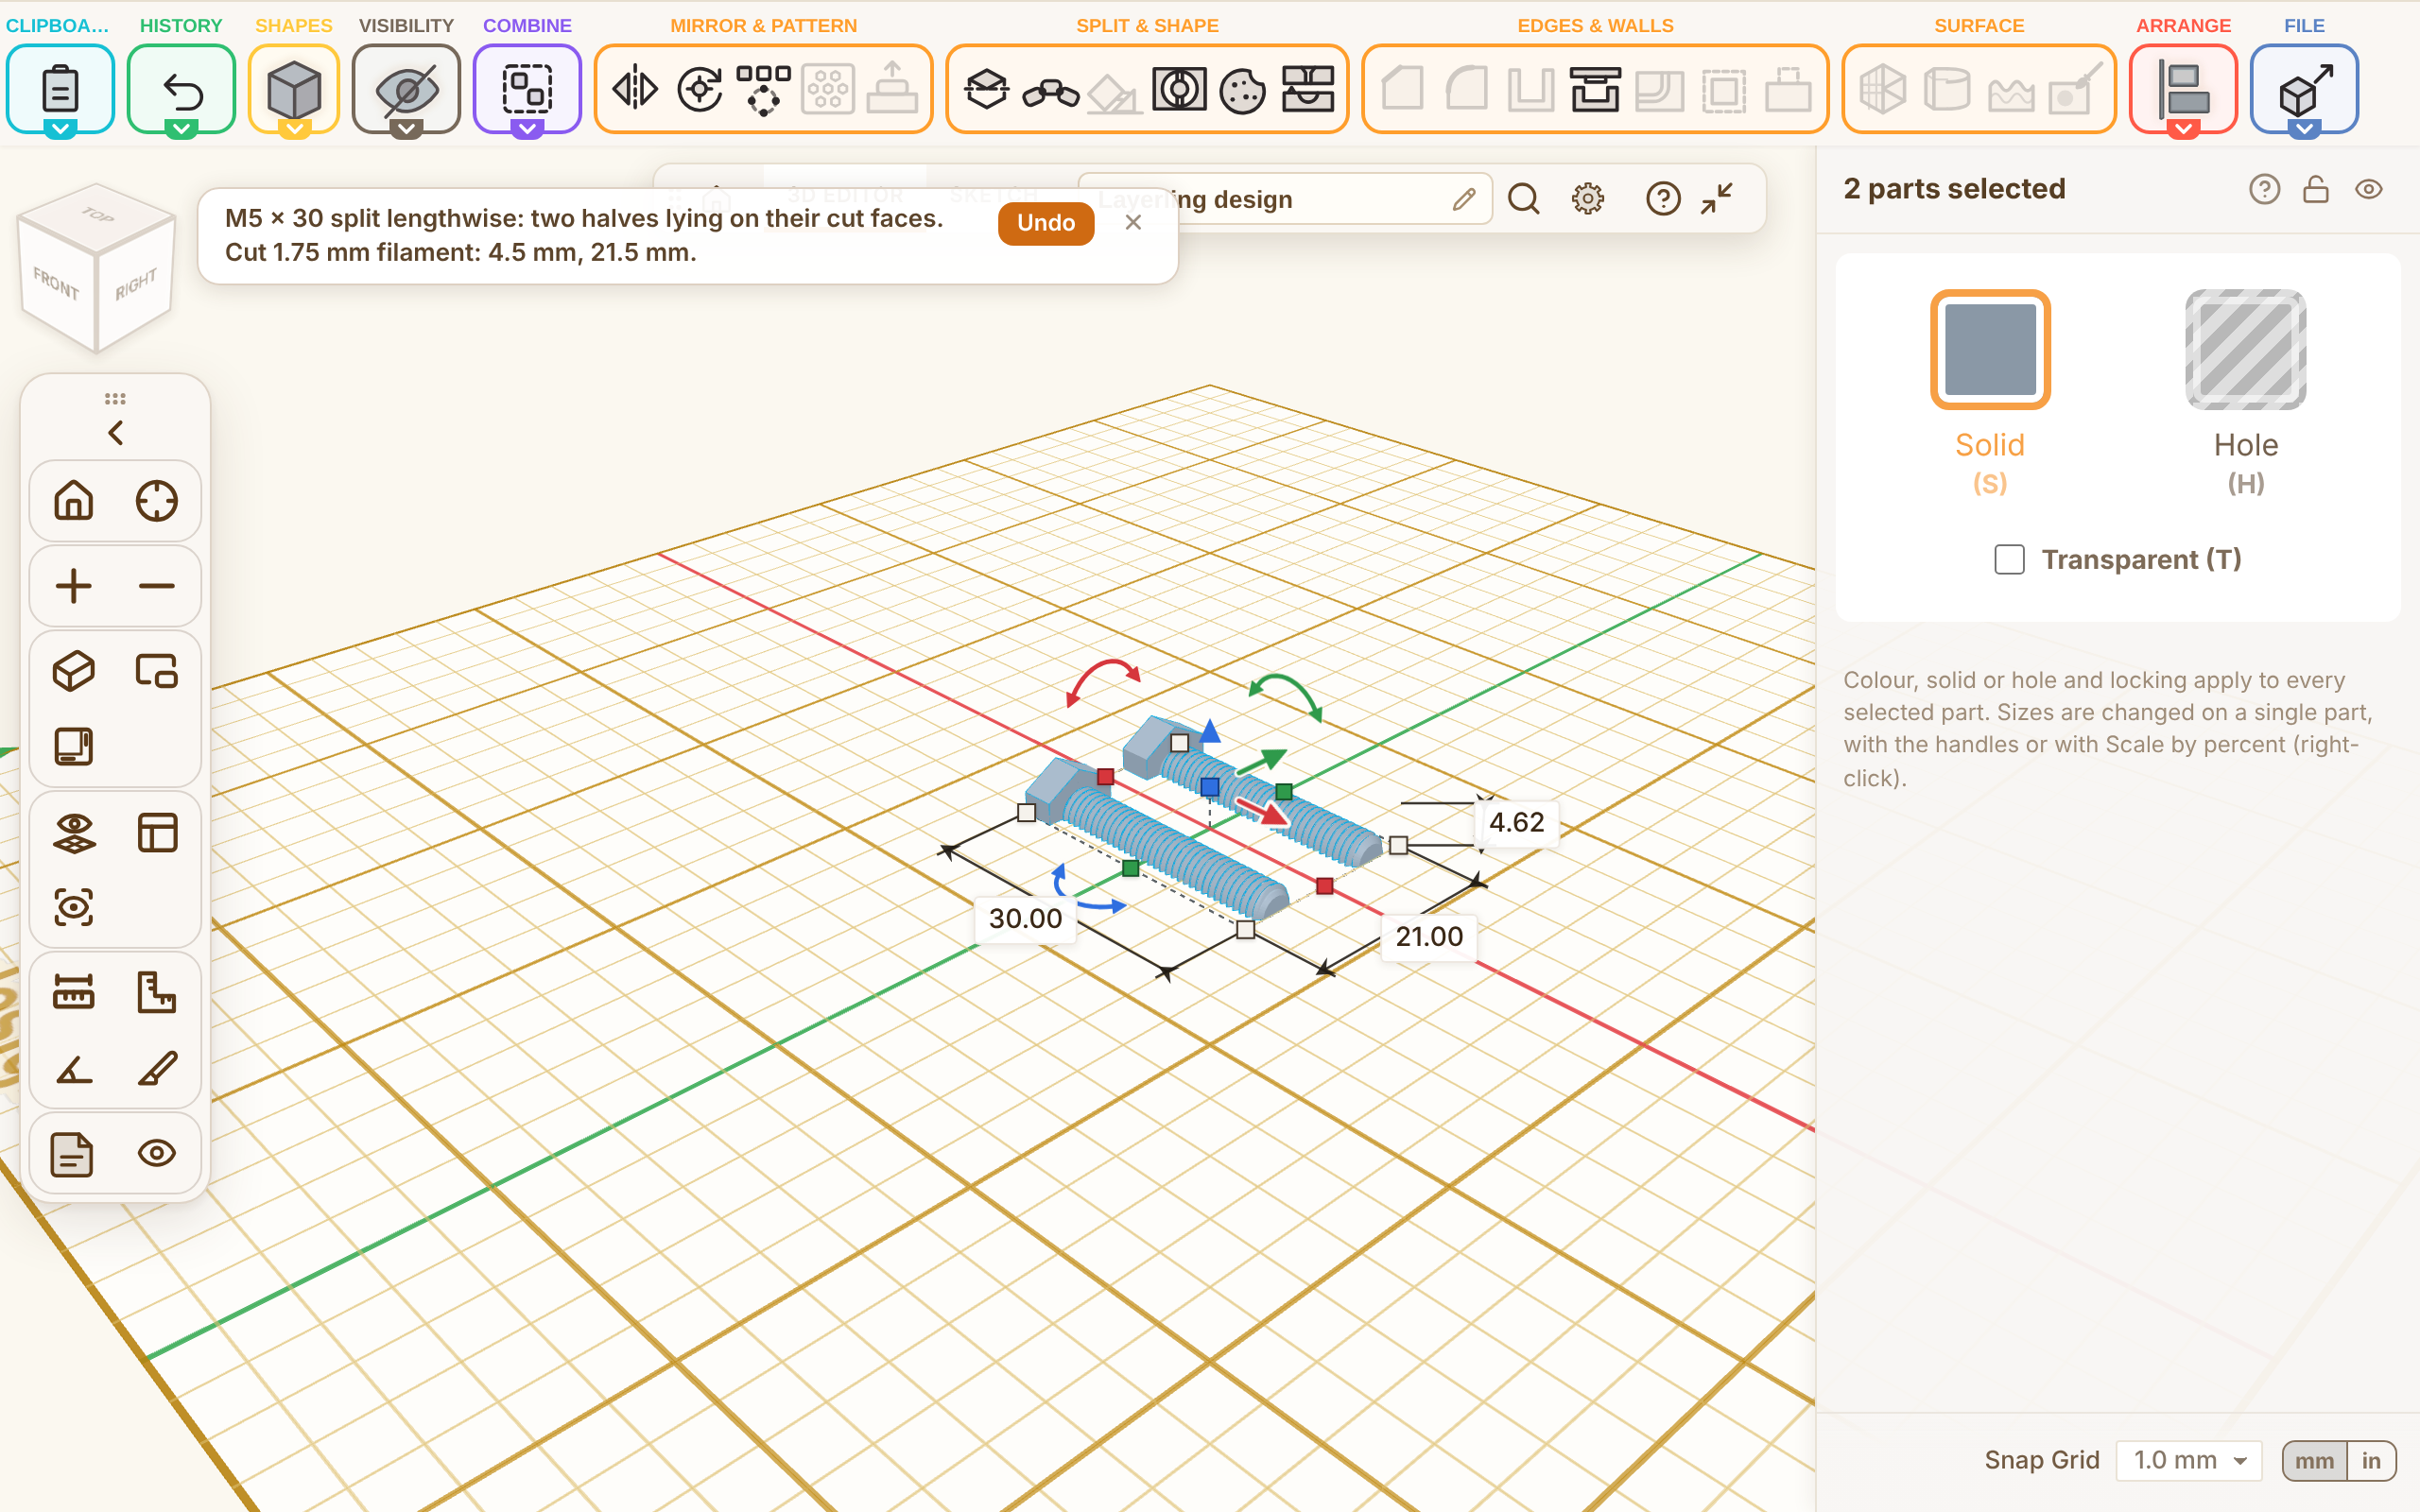 CLIPBOA...
HISTORY
SHAPES
VISIBILITY
COMBINE
MIRROR & PATTERN
SPLIT & SHAPE
EDGES & WALLS
SURFACE
ARRANGE
FILE
TOP
FRONT
RIGHT
3D EDITOR
SKETCH
Layering design
M5 × 30 split lengthwise: two halves lying on their cut faces.
Cut 1.75 mm filament: 4.5 mm, 21.5 mm.
Undo
2 parts selected
Solid
(S)
Hole
(H)
Transparent (T)
Colour, solid or hole and locking apply to every
selected part. Sizes are changed on a single part,
with the handles or with Scale by percent (right-
click).
4.62
30.00
21.00
Snap Grid
1.0 mm
mm
in